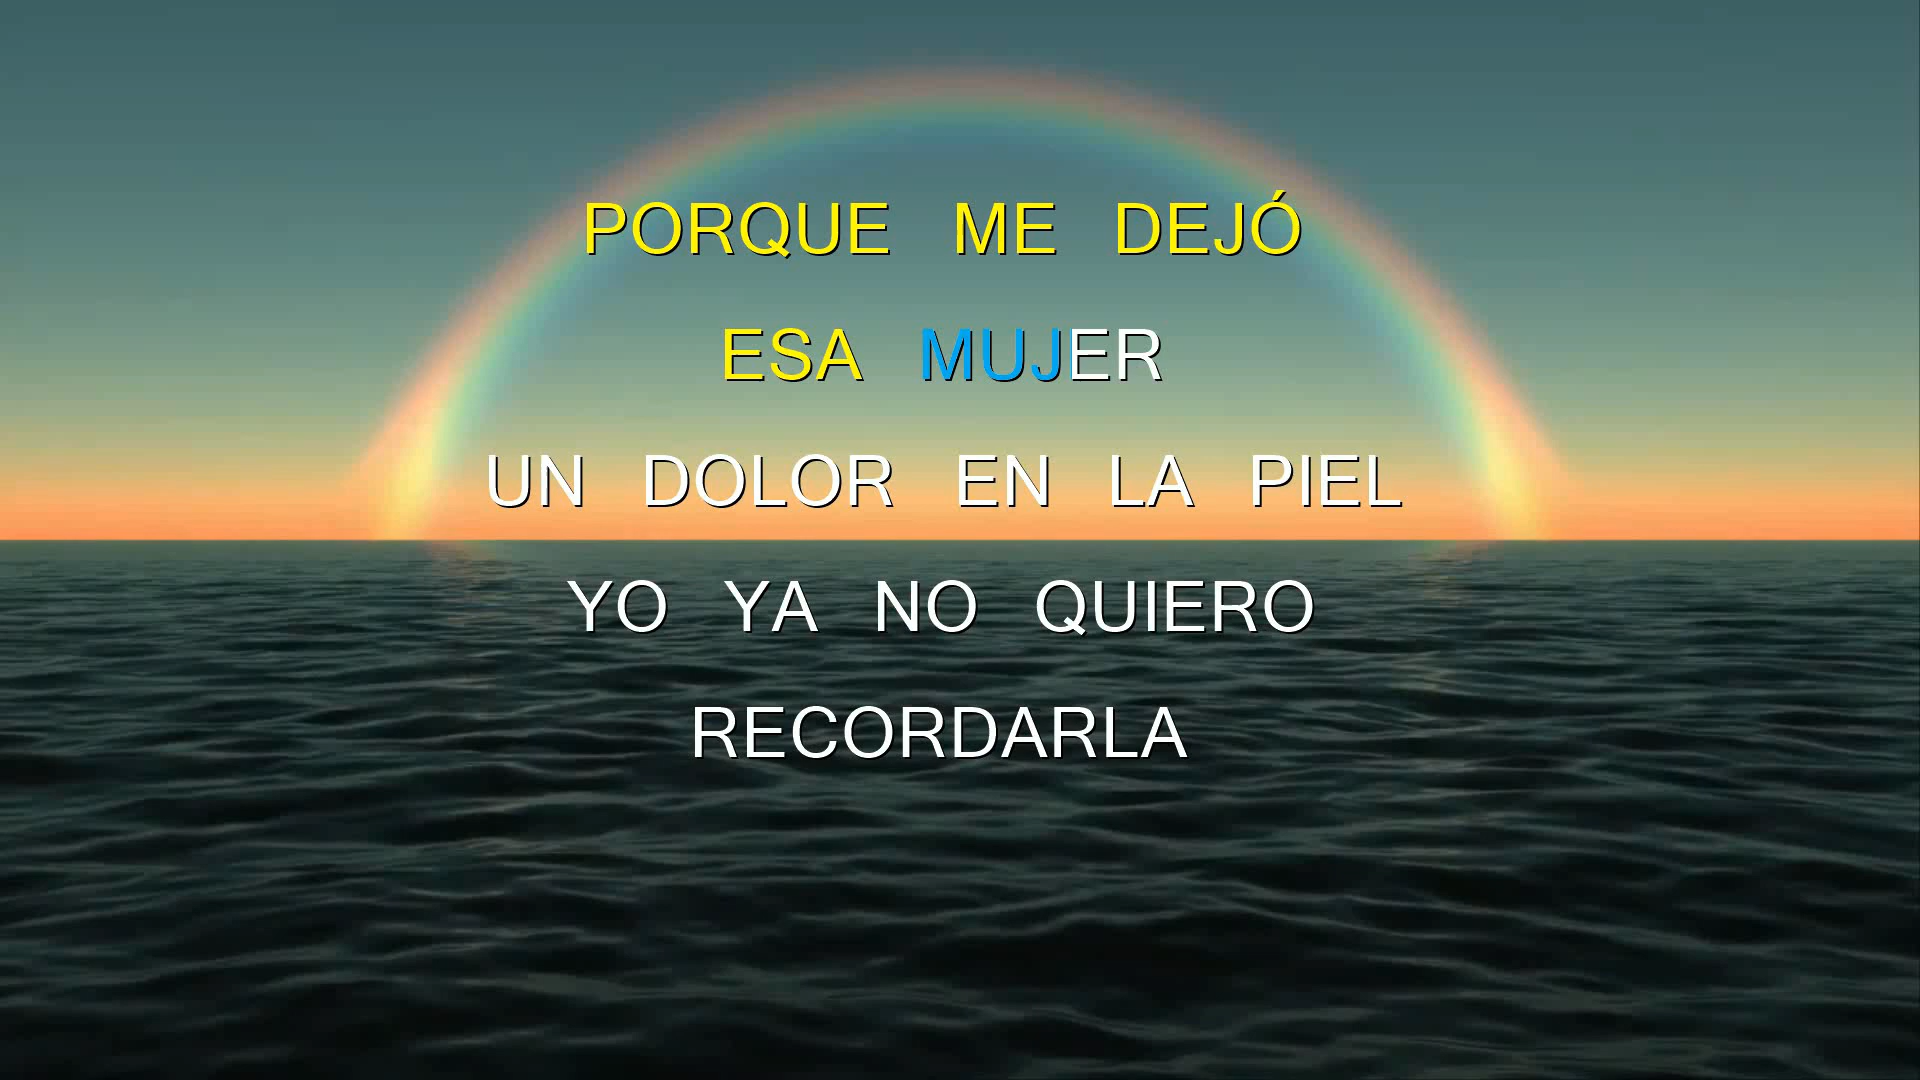 PORQUE ME DEJÓ
ESA MUJER
UN DOLOR EN LA PIEL
YO YA NO QUIERO
RECORDARLA